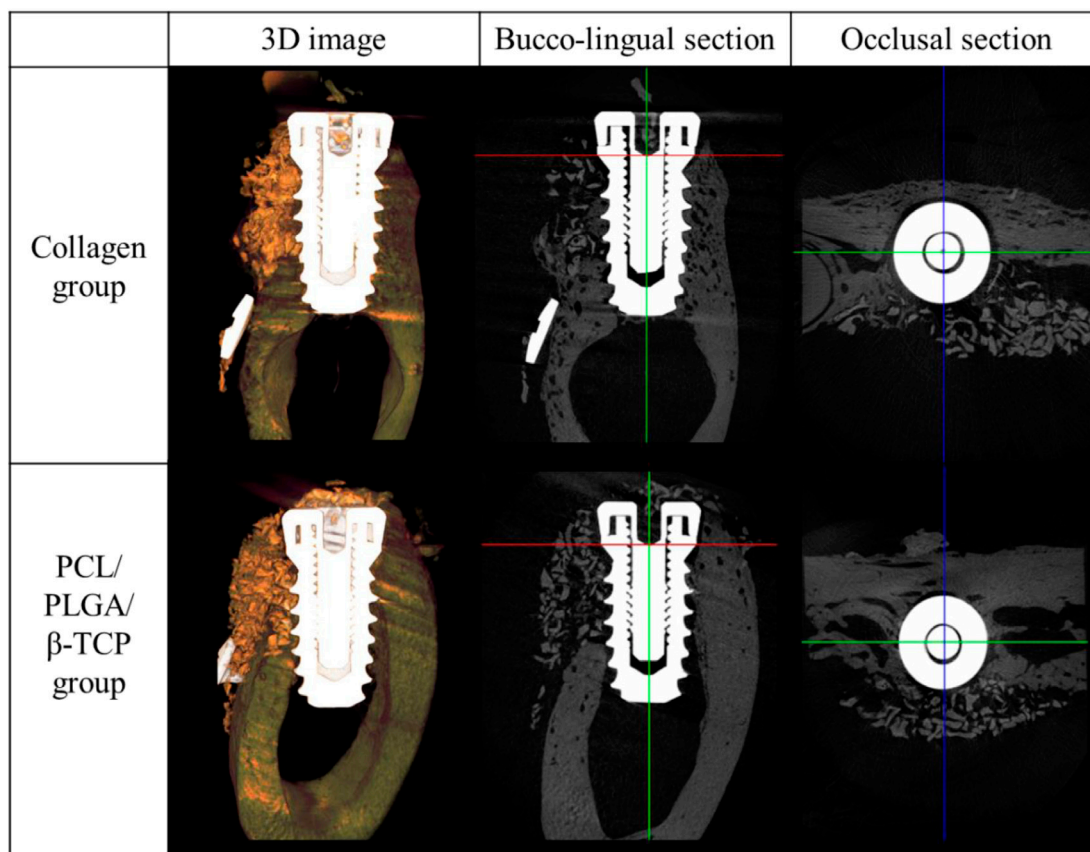 3D image
Bucco-lingual section
Occlusal section
Collagen
group
PCL/
PLGA/
β-TCP
group